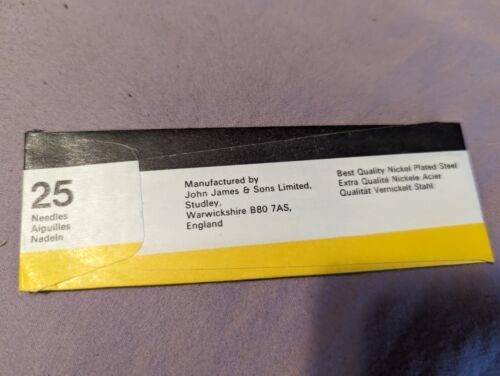 25
Needles
Aiguilles
Nadeln
Manufactured by
John James & Sons Limited,
Studley,
Warwickshire B80 7AS,
England
Best Quality Nickel Plated Steel
Extra Qualité Nickele Acier
Qualität Vernickelt Stahl